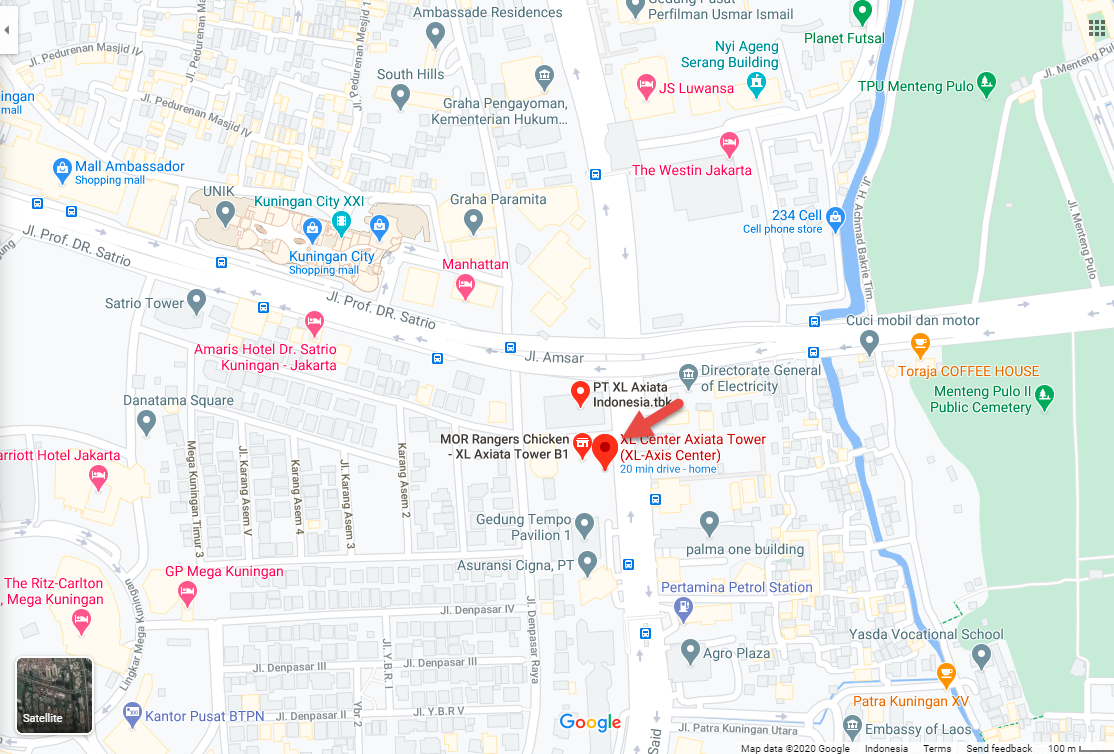 Ambassade Residences
Gedung Pusat
Perfilman Usmar Ismail
Planet Futsal
Jl. Pedurenan Masjid IV
Jl. Pedurenan Mesjid 1
Nyi Ageng
Serang Building
Jl. Menteng Pulo
South Hills
JS Luwansa
TPU Menteng Pulo
Kuningan
mall
Jl. Pedurenan Masjid IV
Graha Pengayoman,
Kementerian Hukum...
Mall Ambassador
Shopping mall
The Westin Jakarta
UNIK
Kuningan City XXI
Graha Paramita
Jl. H. Achmad Bakrie Tim.
Jl. Menteng Pulo
234 Cell
Cell phone store
Jl. Prof. DR. Satrio
Kuningan City
Shopping mall
Manhattan
Satrio Tower
Jl. Prof. DR. Satrio
Cuci mobil dan motor
Amaris Hotel Dr. Satrio
Kuningan - Jakarta
Jl. Amsar
Directorate General
of Electricity
Toraja COFFEE HOUSE
PT XL Axiata
Indonesia.tbk
Menteng Pulo II
Public Cemetery
Danatama Square
MOR Rangers Chicken
- XL Axiata Tower B1
XL Center Axiata Tower
(XL-Axis Center)
20 min drive - home
arriott Hotel Jakarta
Mega Kuningan Timur 3
Jl. Karang Asem V
Karang Asem 4
Jl. Karang Asem 3
Karang Asem 2
Gedung Tempo
Pavilion 1
palma one building
Asuransi Cigna, PT
The Ritz-Carlton
, Mega Kuningan
GP Mega Kuningan
Pertamina Petrol Station
Jl. Denpasar IV
Jl. Denpasar Raya
Yasda Vocational School
Lingkar Mega Kuningan
Jl. Denpasar III
Jl. Y.B.R I
Jl. Denpasar III
Agro Plaza
Patra Kuningan XV
Satellite
100
Kantor Pusat BTPN
Jl. Denpasar II
Ybr 2
Jl. Y.B.R V
Google
Said
Jl. Patra Kuningan Utara
Embassy of Laos
Map data ©2020 Google
Indonesia
Terms
Send feedback
100 m